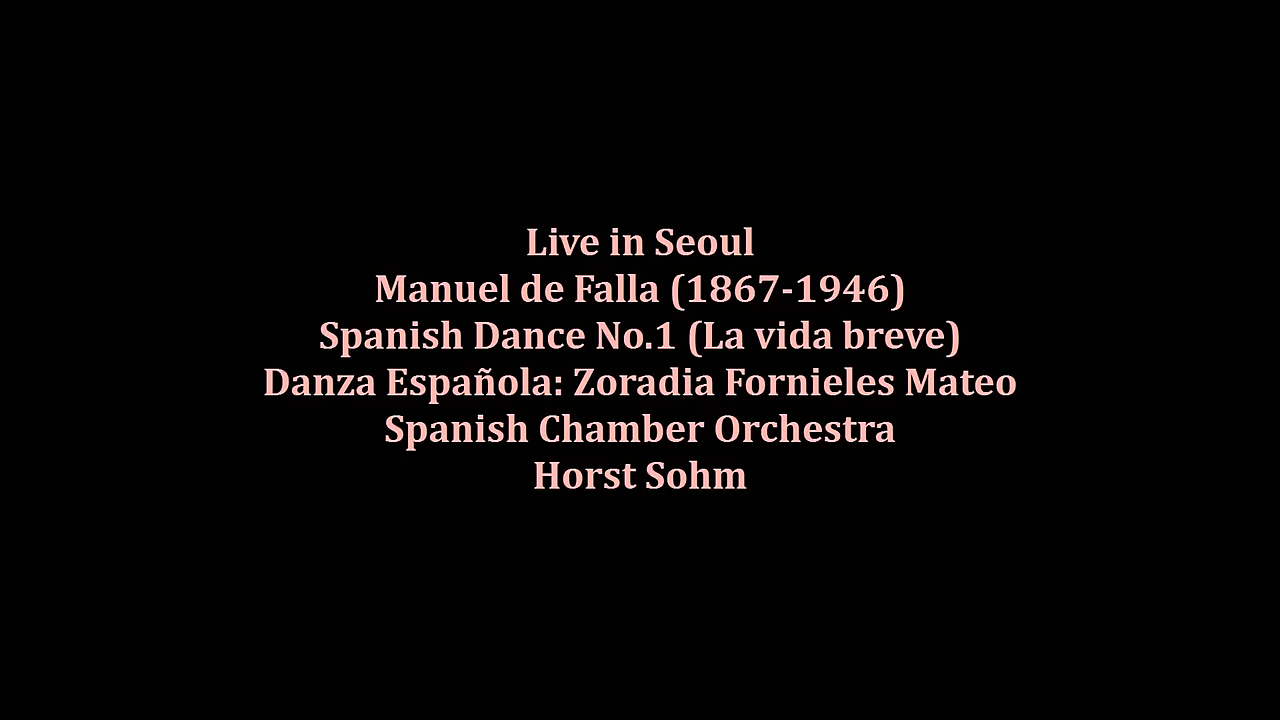 Live in Seoul
Manuel de Falla (1867-1946)
Spanish Dance No.1 (La vida breve)
Danza Española: Zoradia Fornieles Mateo
Spanish Chamber Orchestra
Horst Sohm